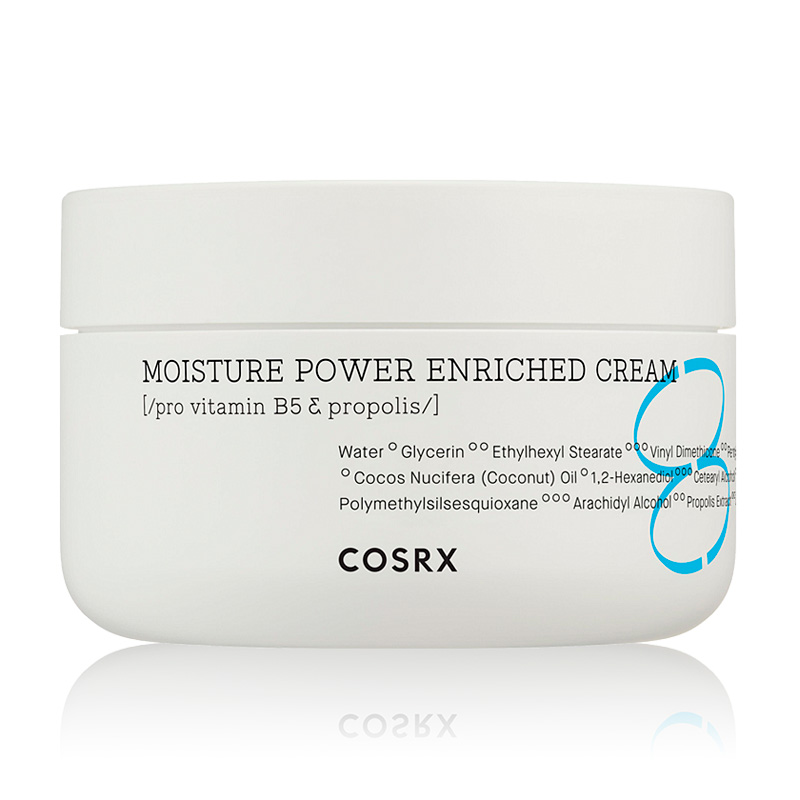 MOISTURE POWER ENRICHED CREAM
[/pro vitamin B5 & propolis/]
Water ° Glycerin °° Ethylhexyl Stearate °°° Vinyl Dimethicone °°
° Cocos Nucifera (Coconut) Oil ° 1,2-Hexanediol °°° Cetearyl Alcohol
Polymethylsilsesquioxane °°° Arachidyl Alcohol °° Propolis Extract °°
8
COSRX